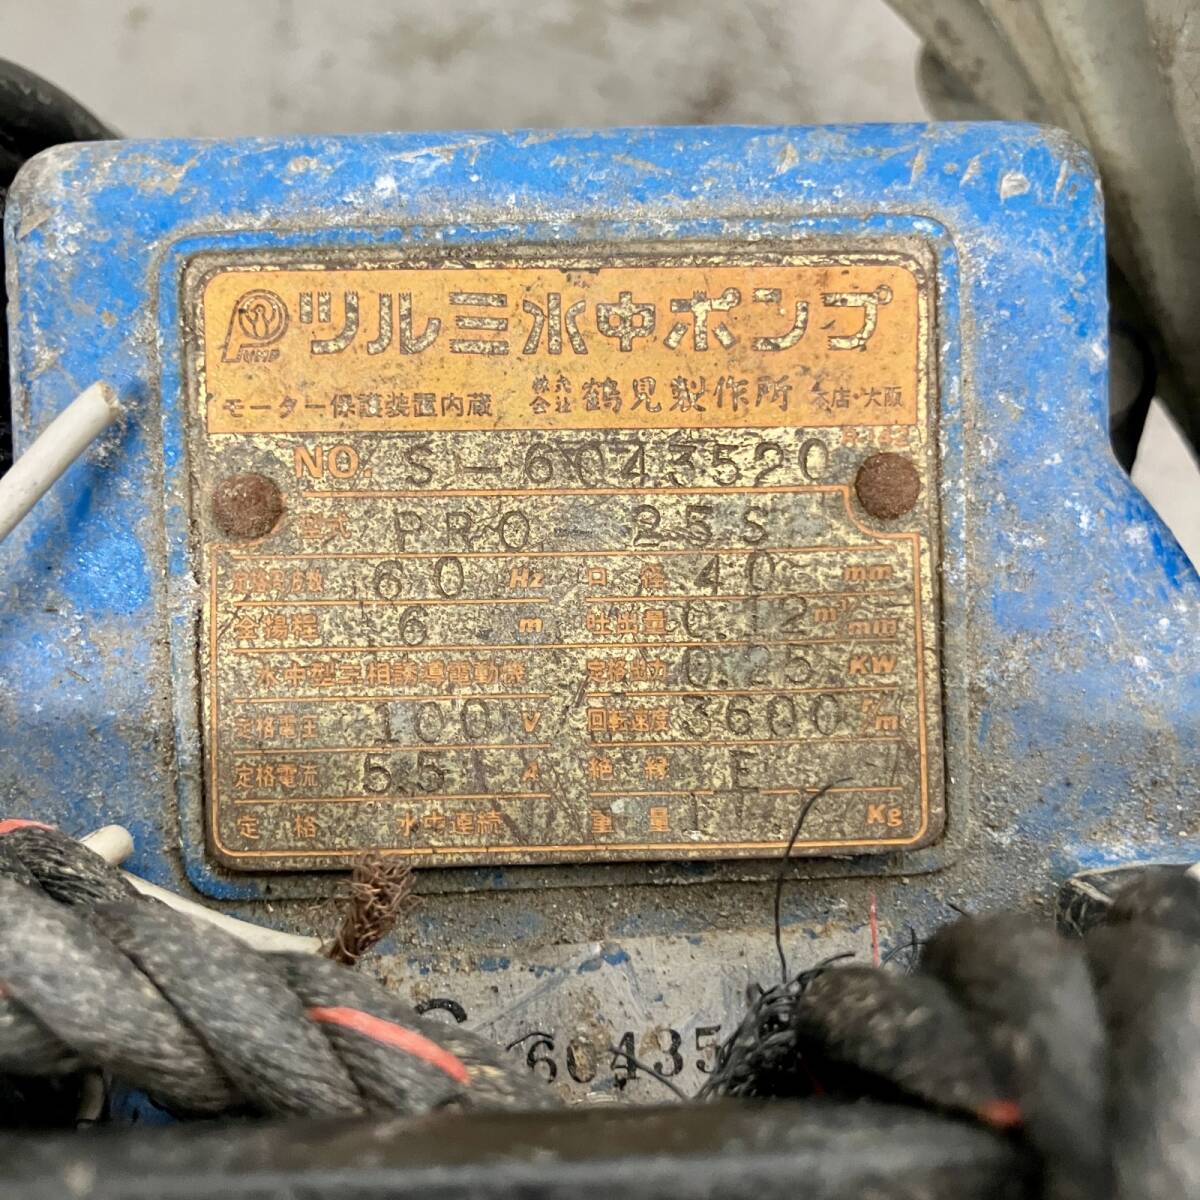 PUMP ツルミ水中ポンプ
モーター保護装置内蔵 株式会社 鶴見製作所 本店・大阪
NO. S-6043520
型式 PRO-25S
定格周波数 60 Hz 口径 40 mm
全揚程 6 m 吐出量 0.12 m³/min
水中型単相誘導電動機 定格出力 0.25 KW
定格電圧 100 V 回転速度 3600 r/m
定格電流 5.5 A 絶縁 E
定格 水中連続 重量 Kg
60435